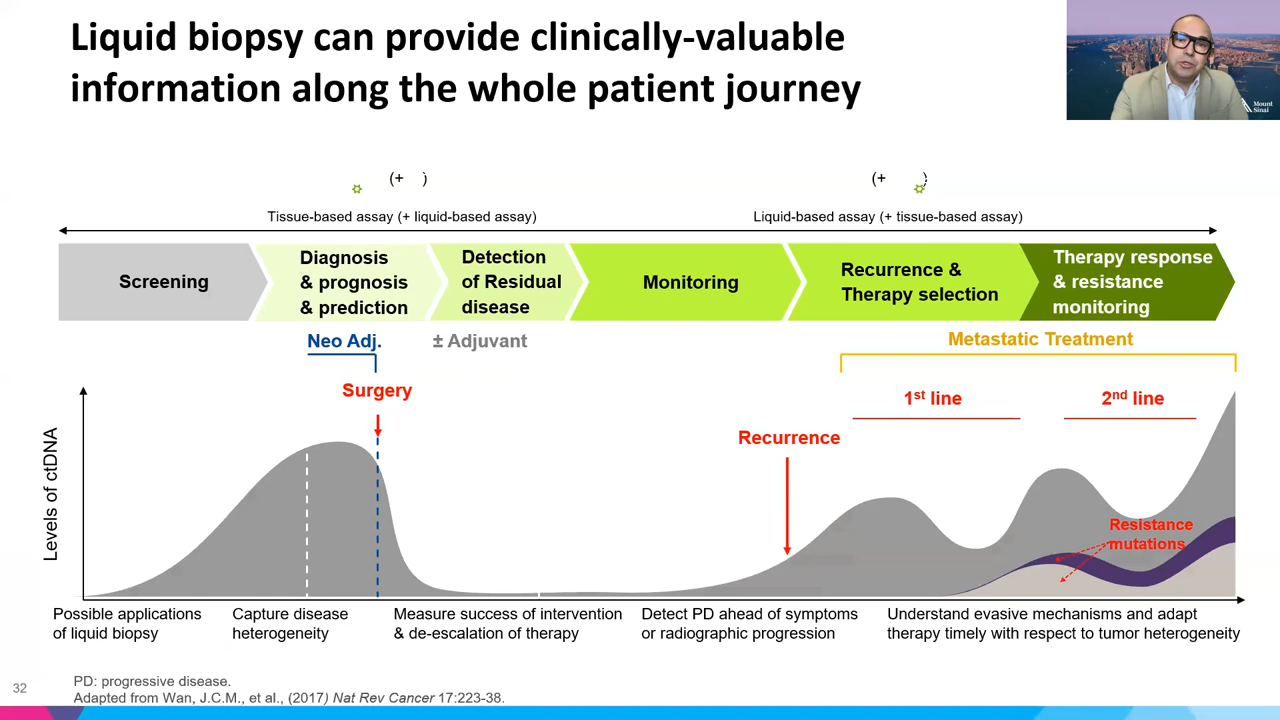 Liquid biopsy can provide clinically-valuable
information along the whole patient journey
Mount
Sinai
(+ )
(+ )
Tissue-based assay (+ liquid-based assay)
Liquid-based assay (+ tissue-based assay)
Screening
Diagnosis
& prognosis
& prediction
Detection
of Residual
disease
Monitoring
Recurrence &
Therapy selection
Therapy response
& resistance
monitoring
Neo Adj.
± Adjuvant
Metastatic Treatment
Surgery
1st line
2nd line
Recurrence
Levels of ctDNA
Resistance
mutations
Possible applications
of liquid biopsy
Capture disease
heterogeneity
Measure success of intervention
& de-escalation of therapy
Detect PD ahead of symptoms
or radiographic progression
Understand evasive mechanisms and adapt
therapy timely with respect to tumor heterogeneity
32
PD: progressive disease.
Adapted from Wan, J.C.M., et al., (2017) Nat Rev Cancer 17:223-38.